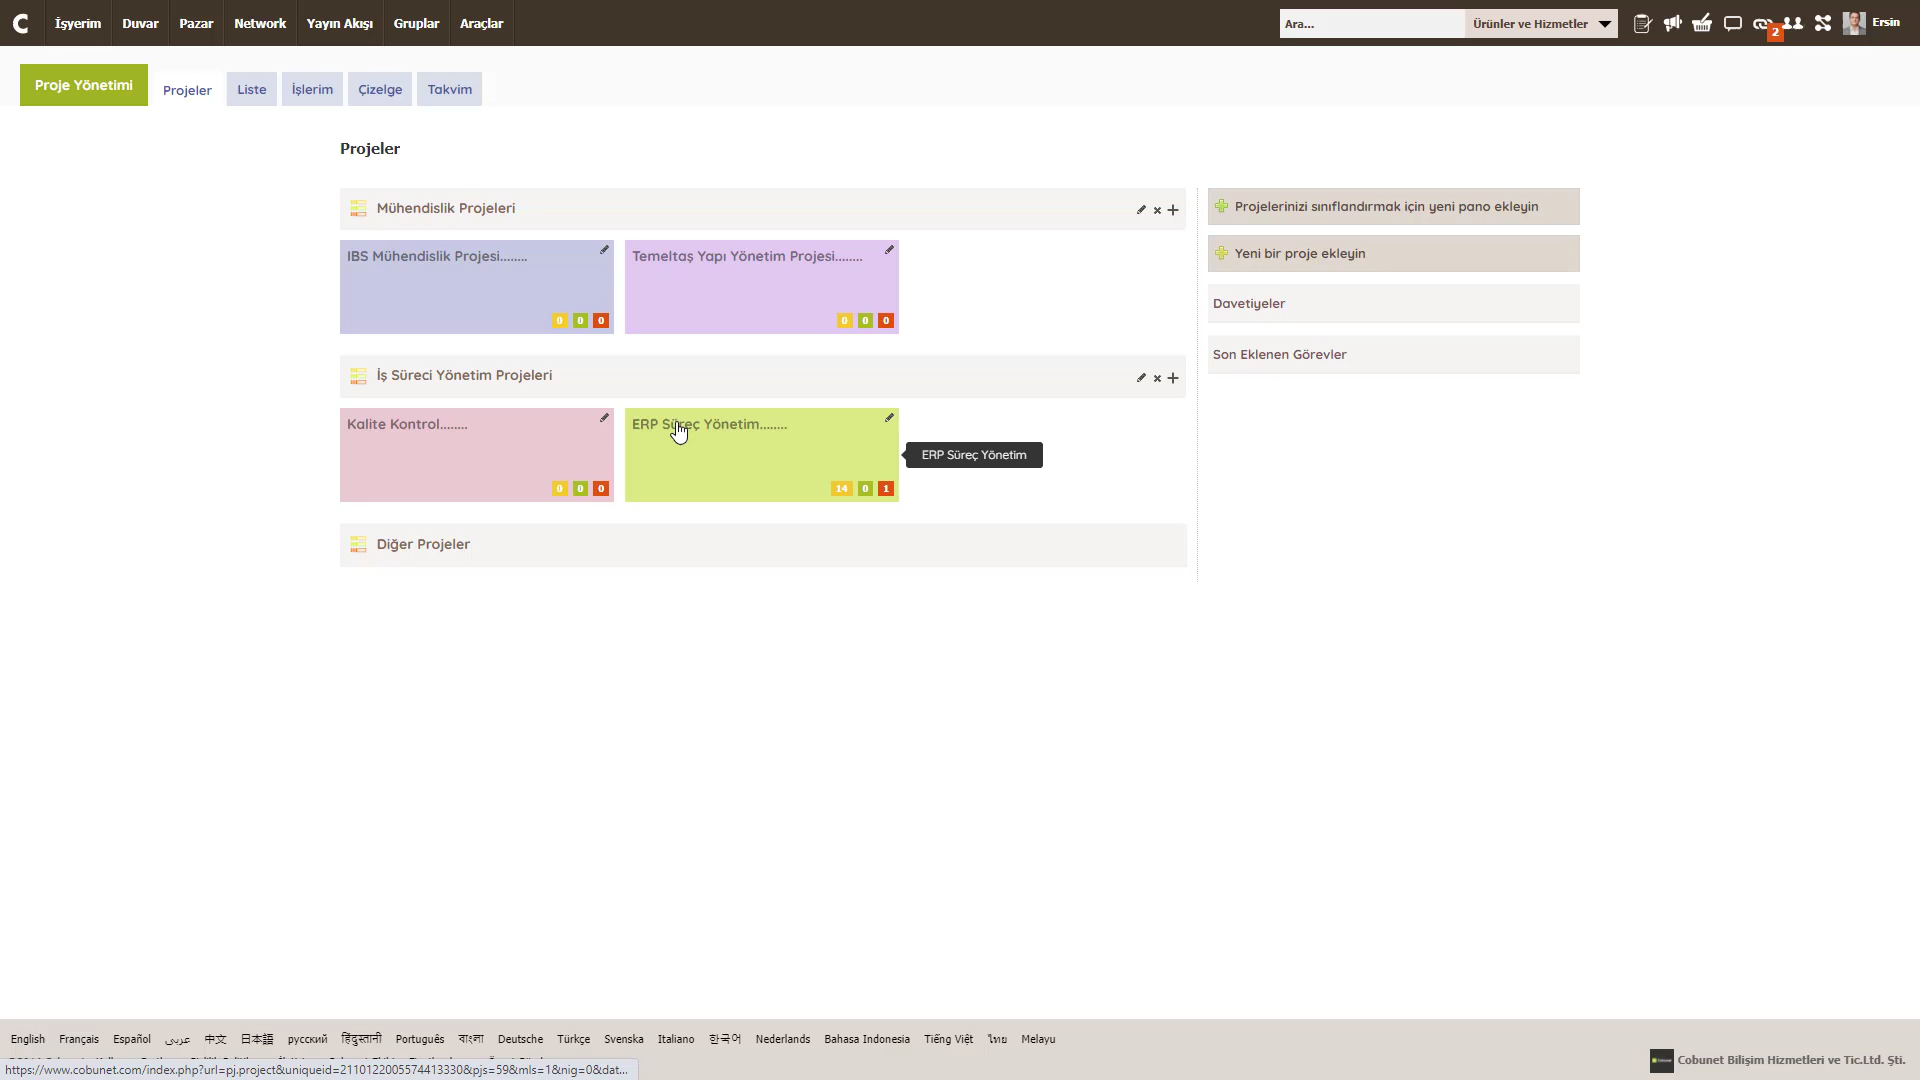 C İşyerim Duvar Pazar Network Yayın Akışı Gruplar Araçlar Ara... Ürünler ve Hizmetler 2 Ersin
Proje Yönetimi Projeler Liste İşlerim Çizelge Takvim
Projeler
Mühendislik Projeleri
IBS Mühendislik Projesi........
0 0 0
Temeltaş Yapı Yönetim Projesi........
0 0 0
İş Süreci Yönetim Projeleri
Kalite Kontrol........
0 0 0
ERP Süreç Yönetim........
14 0 1
ERP Süreç Yönetim
Diğer Projeler
Projelerinizi sınıflandırmak için yeni pano ekleyin
Yeni bir proje ekleyin
Davetiyeler
Son Eklenen Görevler
English Français Español عربى 中文 日本語 русский हिंदुस्तानी Português বাংলা Deutsche Türkçe Svenska Italiano 한국어 Nederlands Bahasa Indonesia Tiếng Việt ไทย Melayu
https://www.cobunet.com/index.php?url=pj.project&uniqueid=2110122005574413330&pjs=59&mls=1&nig=0&dat...
Cobunet Bilişim Hizmetleri ve Tic.Ltd. Şti.